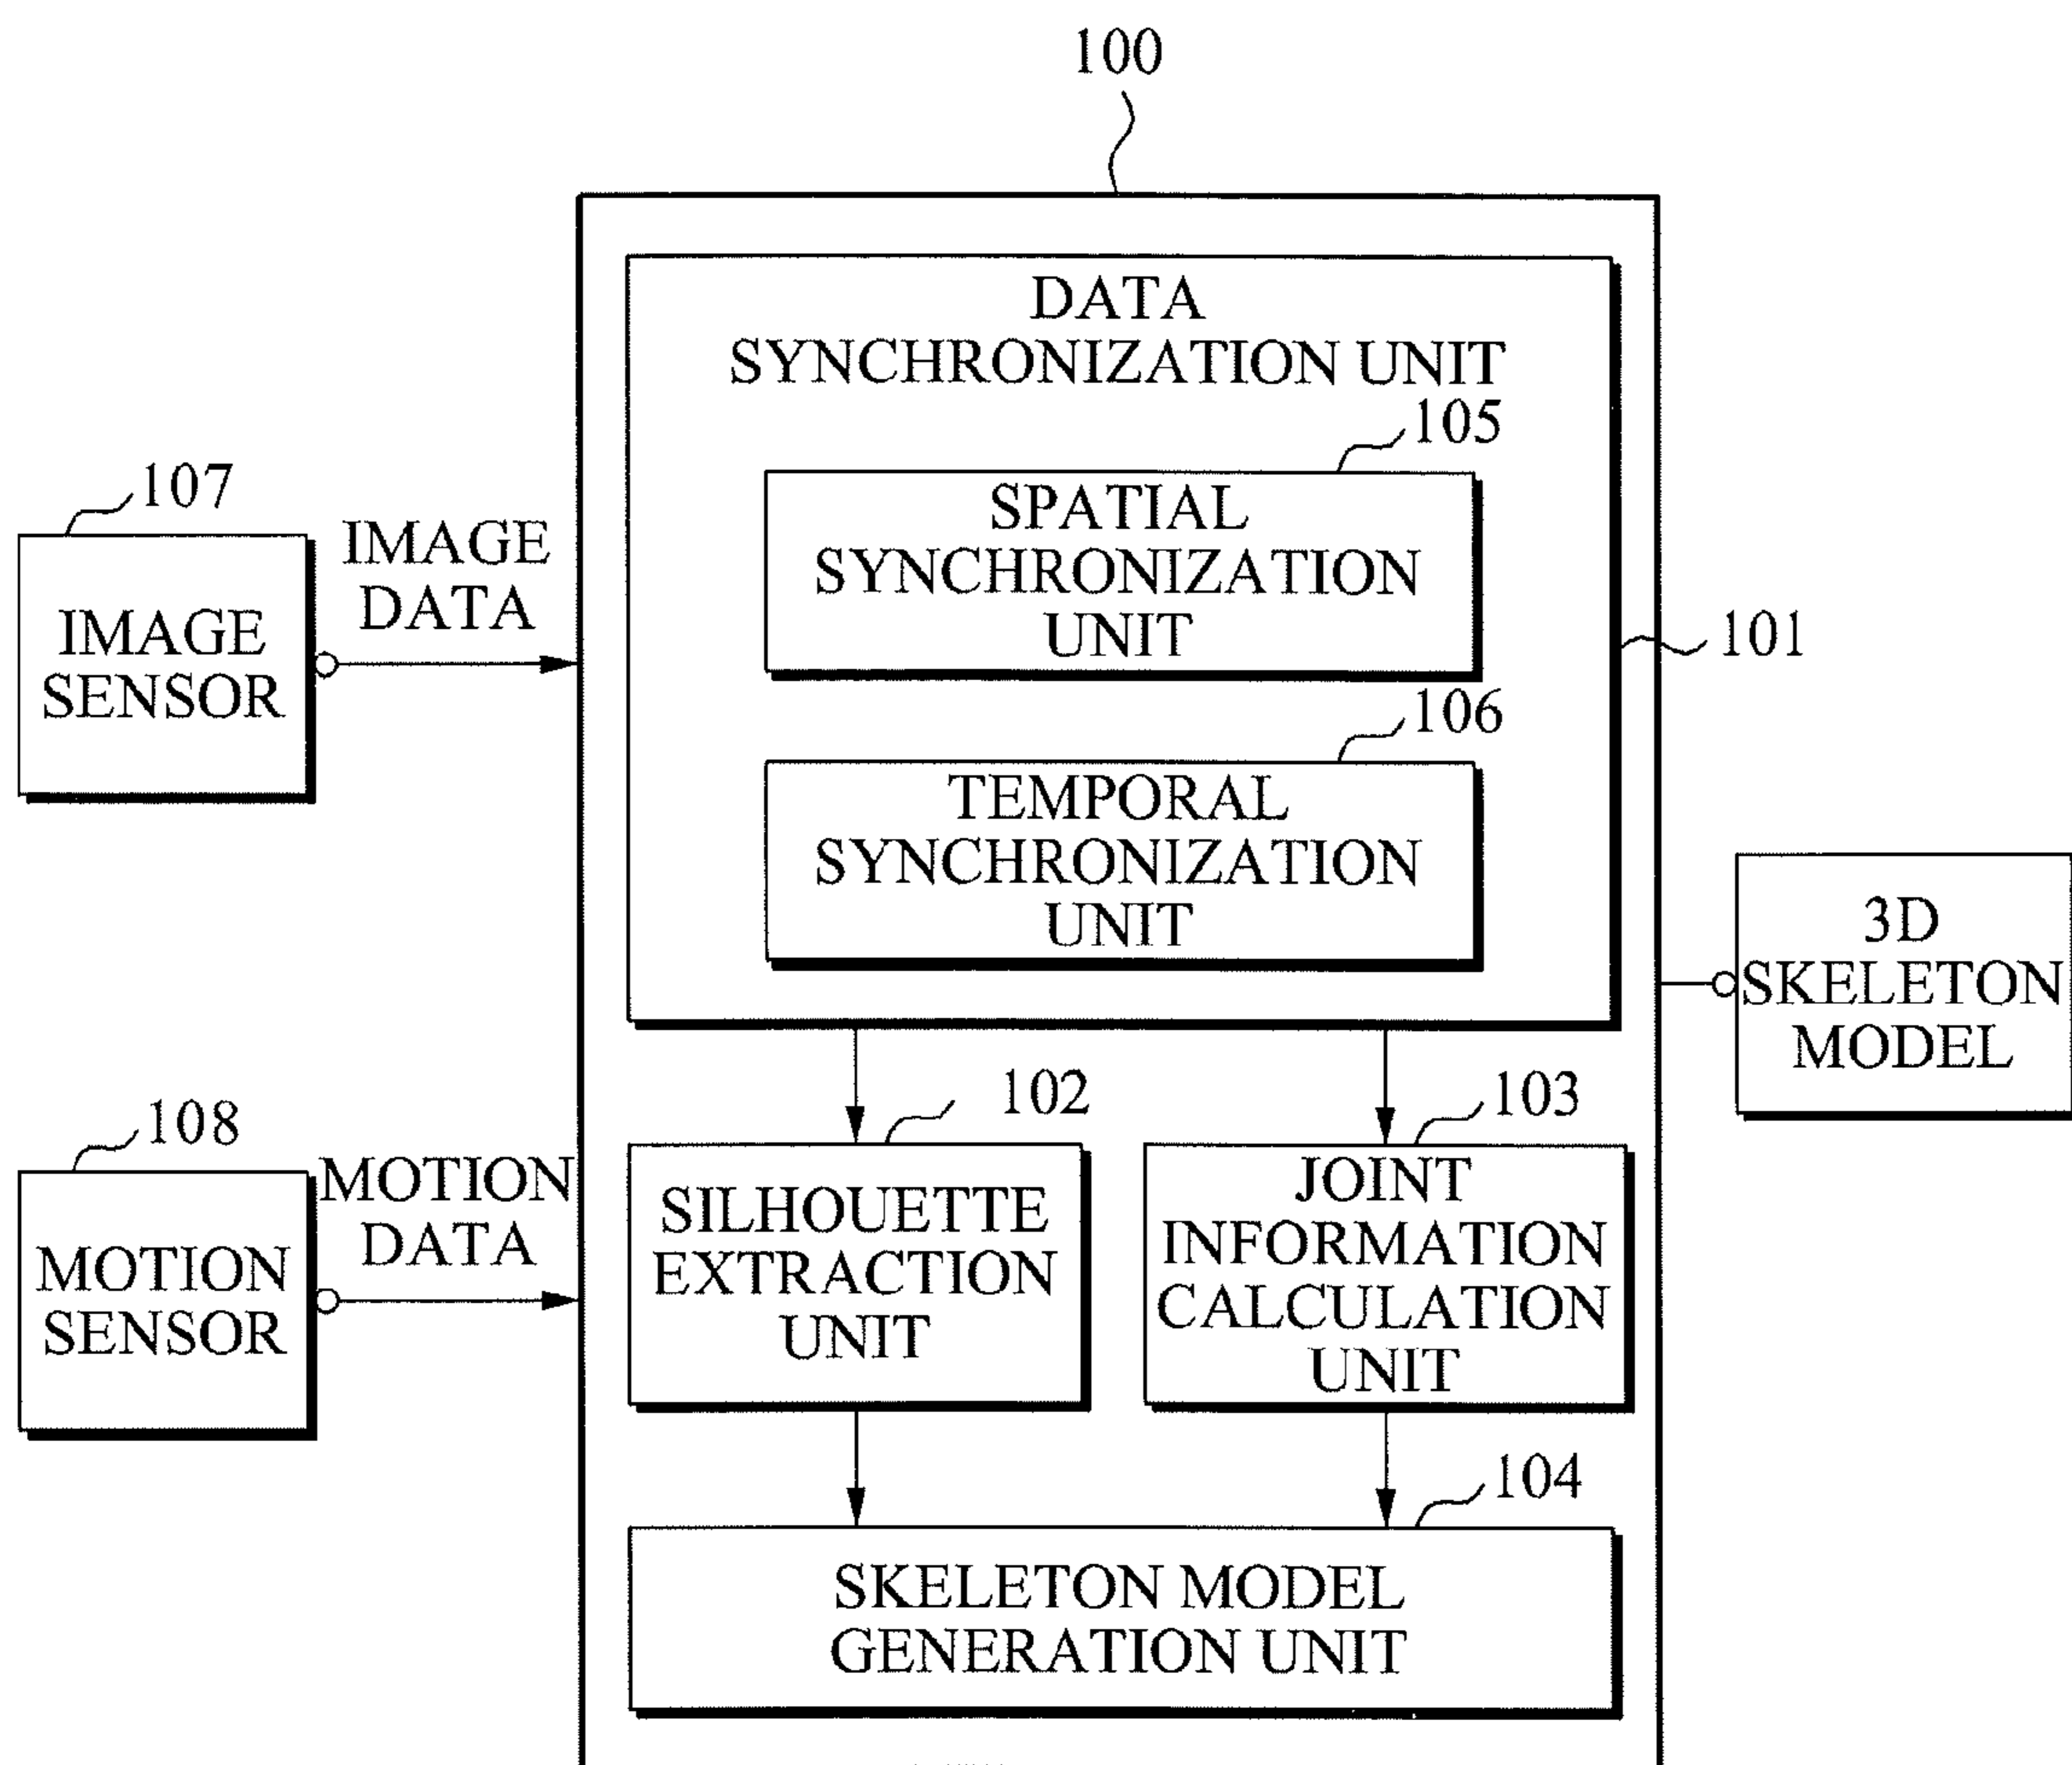 100
DATA
SYNCHRONIZATION UNIT
105
SPATIAL
SYNCHRONIZATION
UNIT
106
TEMPORAL
SYNCHRONIZATION
UNIT
101
107
IMAGE
SENSOR
IMAGE
DATA
108
MOTION
SENSOR
MOTION
DATA
102
SILHOUETTE
EXTRACTION
UNIT
103
JOINT
INFORMATION
CALCULATION
UNIT
104
SKELETON MODEL
GENERATION UNIT
3D
SKELETON
MODEL